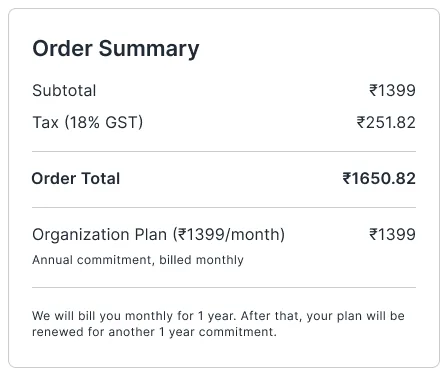 Order Summary
Subtotal ₹1399
Tax (18% GST) ₹251.82
Order Total ₹1650.82
Organization Plan (₹1399/month) ₹1399
Annual commitment, billed monthly
We will bill you monthly for 1 year. After that, your plan will be
renewed for another 1 year commitment.